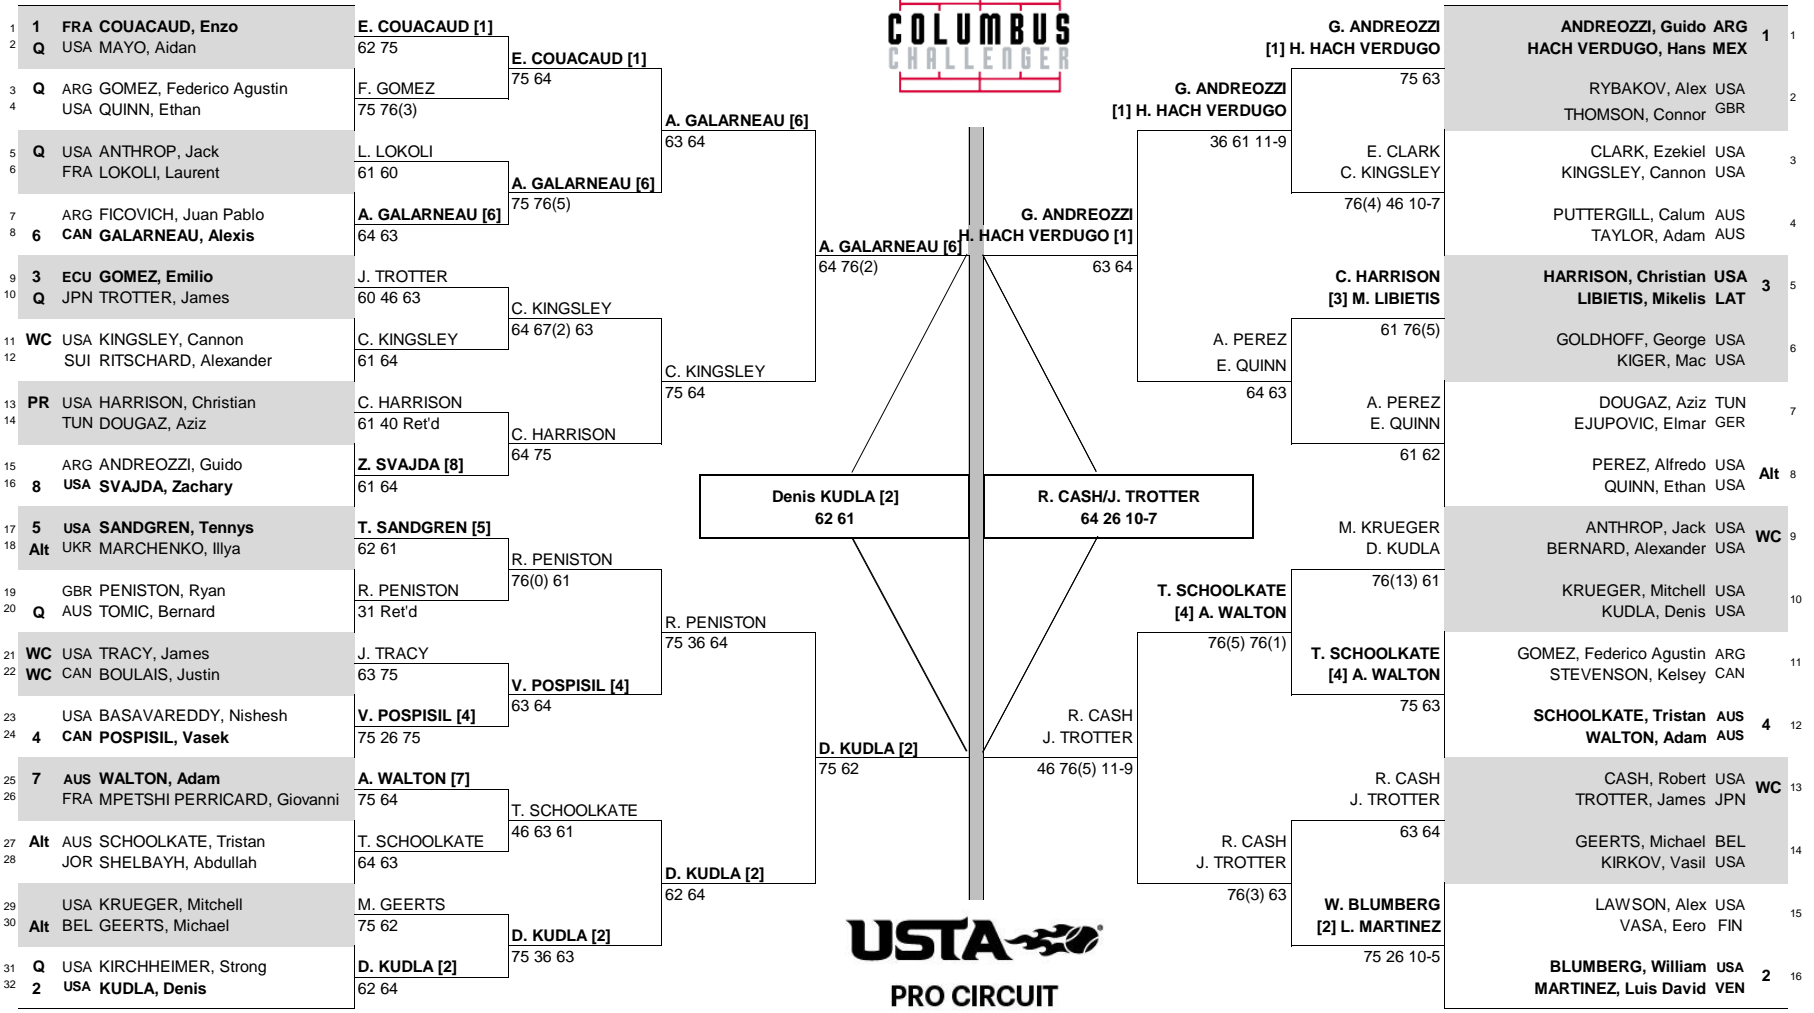 COLUMBUS
CHALLENGER
1 1 FRA COUACAUD, Enzo
2 Q USA MAYO, Aidan
3 Q ARG GOMEZ, Federico Agustin
4 USA QUINN, Ethan
5 Q USA ANTHROP, Jack
6 FRA LOKOLI, Laurent
7 ARG FICOVICH, Juan Pablo
8 6 CAN GALARNEAU, Alexis
9 3 ECU GOMEZ, Emilio
10 Q JPN TROTTER, James
11 WC USA KINGSLEY, Cannon
12 SUI RITSCHARD, Alexander
13 PR USA HARRISON, Christian
14 TUN DOUGAZ, Aziz
15 ARG ANDREOZZI, Guido
16 8 USA SVAJDA, Zachary
17 5 USA SANDGREN, Tennys
18 Alt UKR MARCHENKO, Illya
19 GBR PENISTON, Ryan
20 Q AUS TOMIC, Bernard
21 WC USA TRACY, James
22 WC CAN BOULAIS, Justin
23 USA BASAVAREDDY, Nishesh
24 4 CAN POSPISIL, Vasek
25 7 AUS WALTON, Adam
26 FRA MPETSHI PERRICARD, Giovanni
27 Alt AUS SCHOOLKATE, Tristan
28 JOR SHELBAYH, Abdullah
29 USA KRUEGER, Mitchell
30 Alt BEL GEERTS, Michael
31 Q USA KIRCHHEIMER, Strong
32 2 USA KUDLA, Denis
E. COUACAUD [1]
62 75
F. GOMEZ
75 76(3)
L. LOKOLI
61 60
A. GALARNEAU [6]
64 63
J. TROTTER
60 46 63
C. KINGSLEY
61 64
C. HARRISON
61 40 Ret'd
Z. SVAJDA [8]
61 64
T. SANDGREN [5]
62 61
R. PENISTON
31 Ret'd
J. TRACY
63 75
V. POSPISIL [4]
75 26 75
A. WALTON [7]
75 64
T. SCHOOLKATE
64 63
M. GEERTS
75 62
D. KUDLA [2]
62 64
E. COUACAUD [1]
75 64
A. GALARNEAU [6]
75 76(5)
C. KINGSLEY
64 67(2) 63
C. HARRISON
64 75
R. PENISTON
76(0) 61
V. POSPISIL [4]
63 64
T. SCHOOLKATE
46 63 61
D. KUDLA [2]
75 36 63
A. GALARNEAU [6]
63 64
C. KINGSLEY
75 64
R. PENISTON
75 36 64
D. KUDLA [2]
62 64
A. GALARNEAU [6]
64 76(2)
D. KUDLA [2]
75 62
Denis KUDLA [2]
62 61
R. CASH/J. TROTTER
64 26 10-7
G. ANDREOZZI
H. HACH VERDUGO [1]
63 64
R. CASH
J. TROTTER
46 76(5) 11-9
G. ANDREOZZI
[1] H. HACH VERDUGO
36 61 11-9
A. PEREZ
E. QUINN
64 63
T. SCHOOLKATE
[4] A. WALTON
76(5) 76(1)
R. CASH
J. TROTTER
76(3) 63
G. ANDREOZZI
[1] H. HACH VERDUGO
75 63
E. CLARK
C. KINGSLEY
76(4) 46 10-7
C. HARRISON
[3] M. LIBIETIS
61 76(5)
A. PEREZ
E. QUINN
61 62
M. KRUEGER
D. KUDLA
76(13) 61
T. SCHOOLKATE
[4] A. WALTON
75 63
R. CASH
J. TROTTER
63 64
W. BLUMBERG
[2] L. MARTINEZ
75 26 10-5
ANDREOZZI, Guido ARG 1 1
HACH VERDUGO, Hans MEX
RYBAKOV, Alex USA 2
THOMSON, Connor GBR
CLARK, Ezekiel USA 3
KINGSLEY, Cannon USA
PUTTERGILL, Calum AUS 4
TAYLOR, Adam AUS
HARRISON, Christian USA 3 5
LIBIETIS, Mikelis LAT
GOLDHOFF, George USA 6
KIGER, Mac USA
DOUGAZ, Aziz TUN 7
EJUPOVIC, Elmar GER
PEREZ, Alfredo USA Alt 8
QUINN, Ethan USA
ANTHROP, Jack USA WC 9
BERNARD, Alexander USA
KRUEGER, Mitchell USA 10
KUDLA, Denis USA
GOMEZ, Federico Agustin ARG 11
STEVENSON, Kelsey CAN
SCHOOLKATE, Tristan AUS 4 12
WALTON, Adam AUS
CASH, Robert USA WC 13
TROTTER, James JPN
GEERTS, Michael BEL 14
KIRKOV, Vasil USA
LAWSON, Alex USA 15
VASA, Eero FIN
BLUMBERG, William USA 2 16
MARTINEZ, Luis David VEN
USTA
PRO CIRCUIT